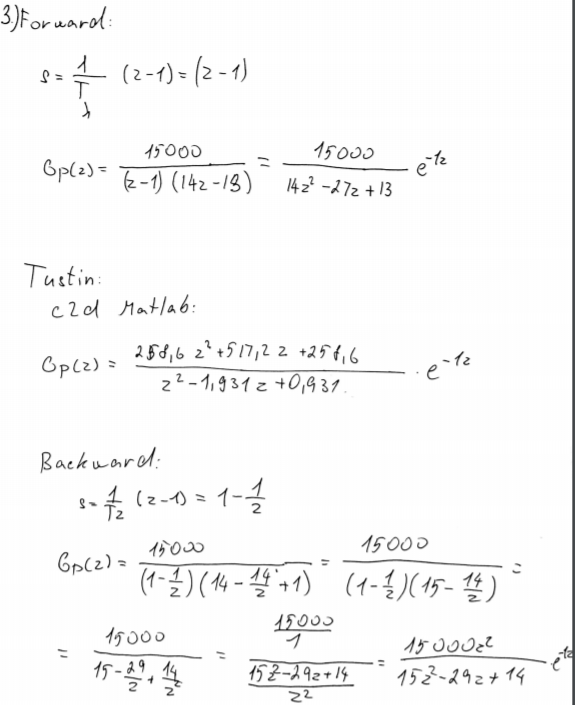 3.) Forward:
s = 1/T (z-1) = (z-1)
Gp(z) = 15000 / ((z-1) (14z-13)) = 15000 / (14z² - 27z + 13) e^-1z
Tustin:
c2d Matlab:
Gp(z) = (258,6 z² + 517,2 z + 258,6) / (z² - 1,931 z + 0,931) · e^-1z
Backward:
s = 1/Tz (z-1) = 1 - 1/z
Gp(z) = 15000 / ((1 - 1/z) (14 - 14/z + 1)) = 15000 / ((1 - 1/z) (15 - 14/z)) =
= 15000 / (15 - 29/z + 14/z²) = (15000/1) / ((15z² - 29z + 14)/z²) = 15000z² / (15z² - 29z + 14) e^-1z